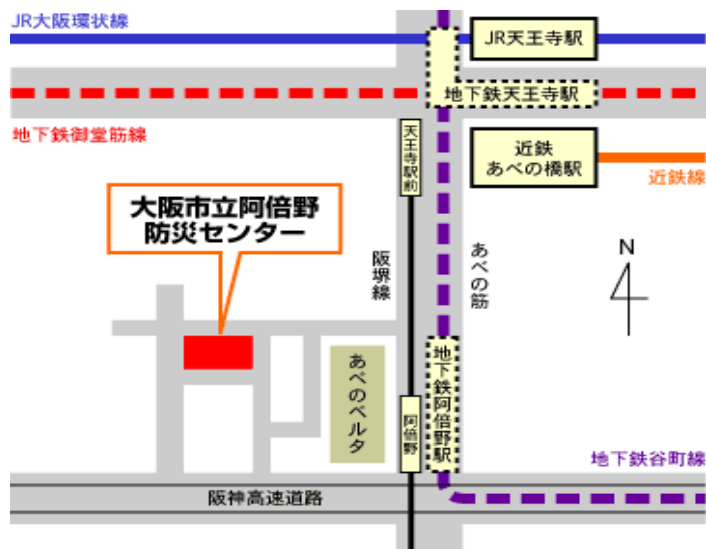 JR大阪環状線
JR天王寺駅
地下鉄天王寺駅
地下鉄御堂筋線
天王寺駅前
近鉄
あべの橋駅
近鉄線
大阪市立阿倍野
防災センター
阪堺線
あべの筋
N
あべのベルタ
地下鉄阿倍野駅
阿倍野
地下鉄谷町線
阪神高速道路